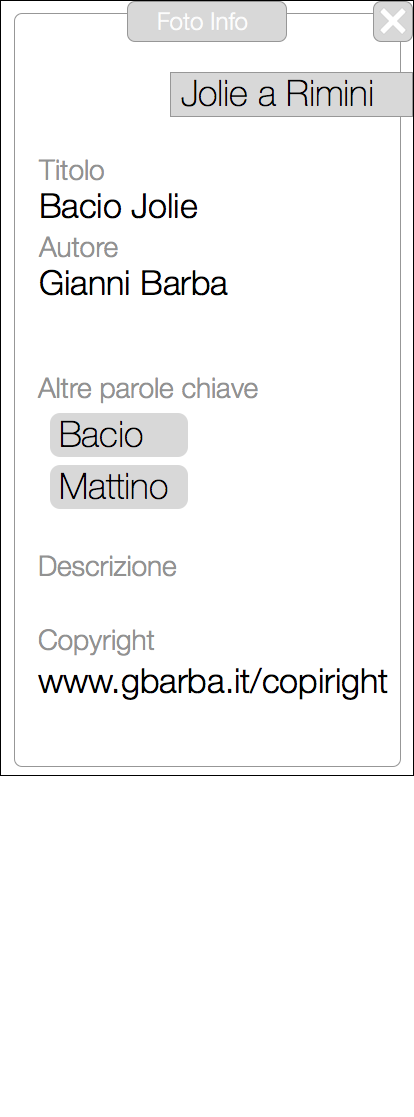 Foto Info
Jolie a Rimini
Titolo
Bacio Jolie
Autore
Gianni Barba
Altre parole chiave
Bacio
Mattino
Descrizione
Copyright
www.gbarba.it/copiright